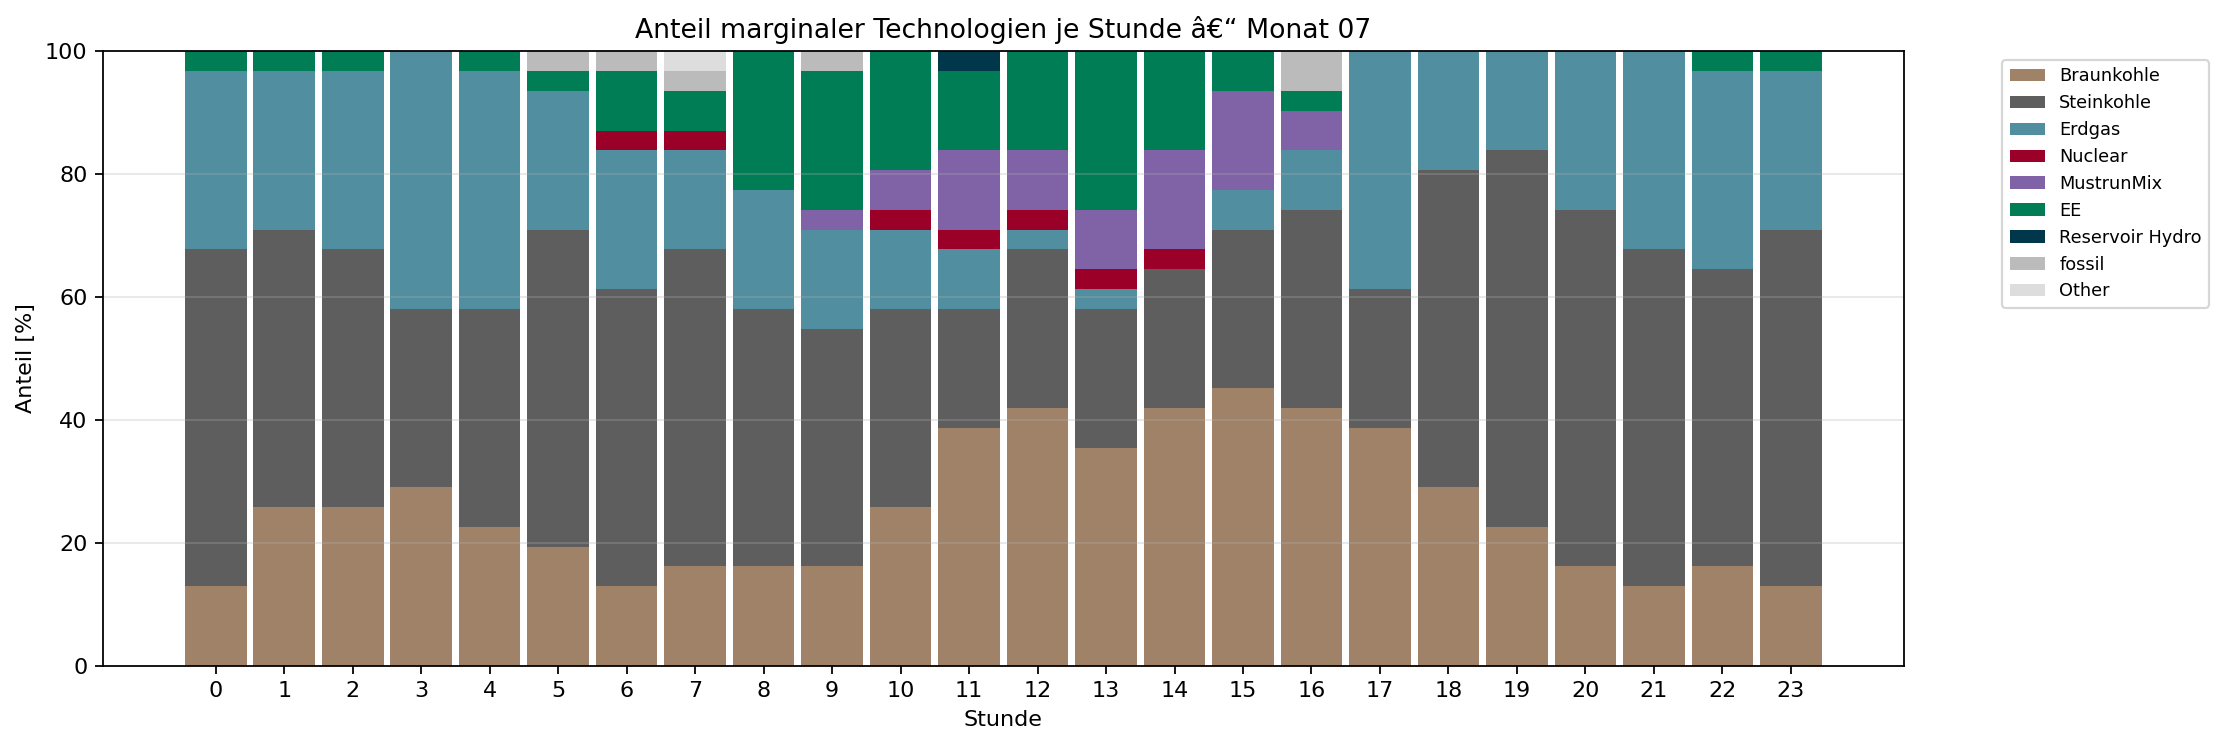 Anteil marginaler Technologien je Stunde â€“ Monat 07
Anteil [%]
100
80
60
40
20
0
0 1 2 3 4 5 6 7 8 9 10 11 12 13 14 15 16 17 18 19 20 21 22 23
Stunde
Braunkohle
Steinkohle
Erdgas
Nuclear
MustrunMix
EE
Reservoir Hydro
fossil
Other